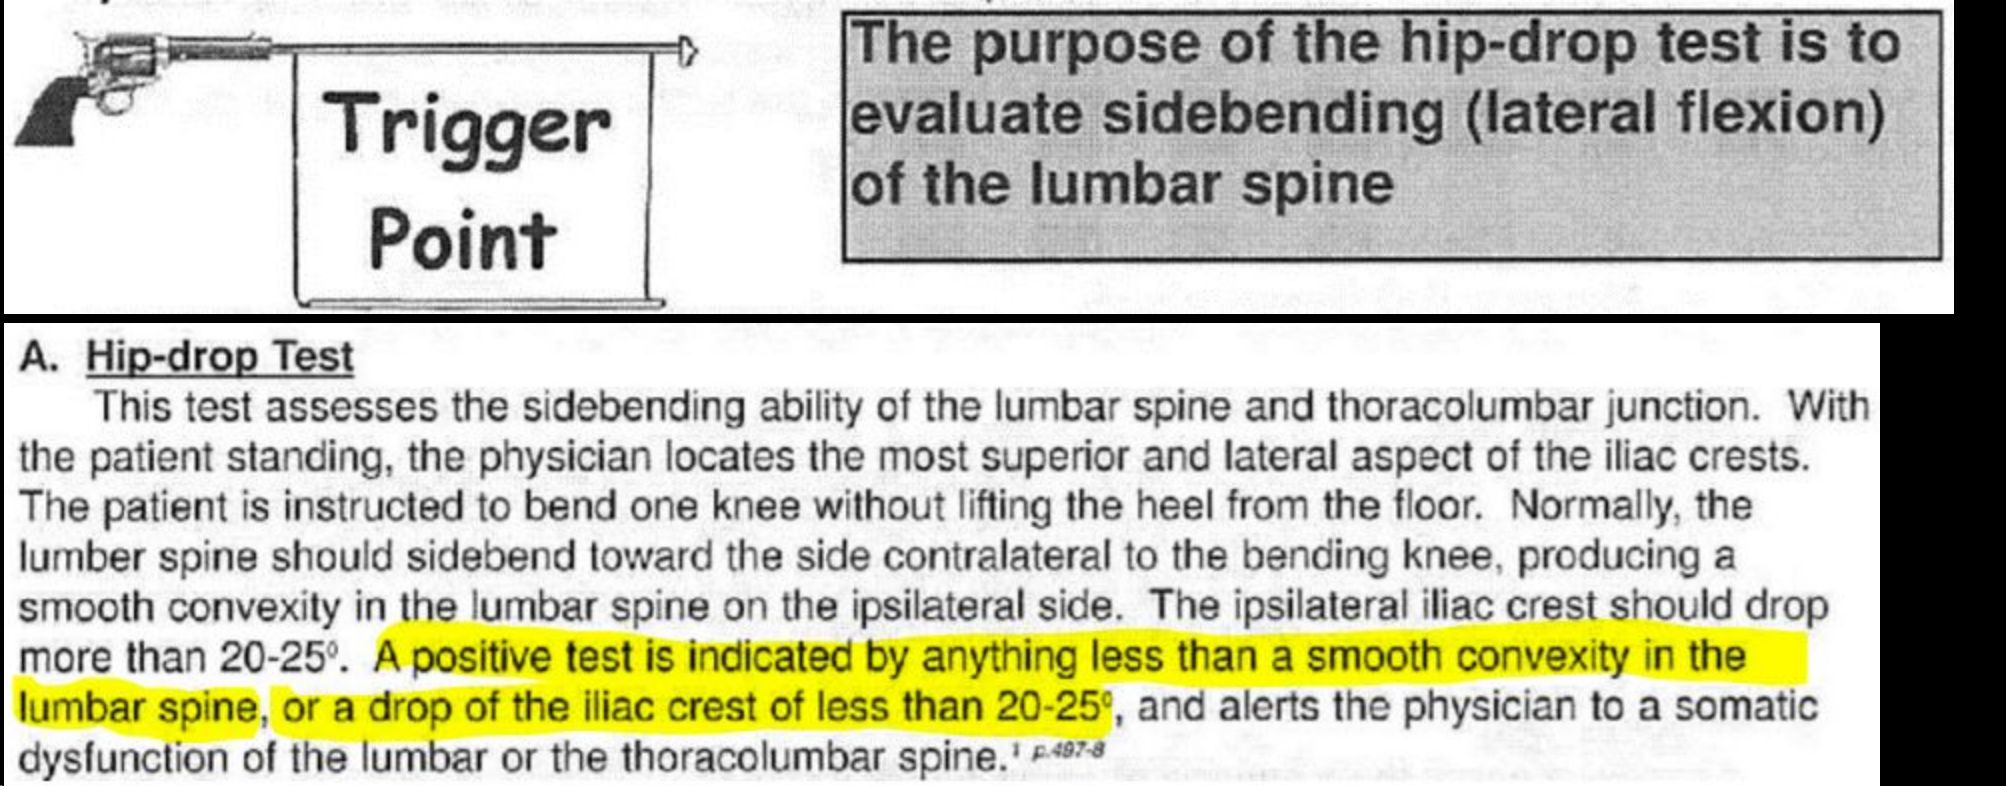 Trigger
Point
The purpose of the hip-drop test is to
evaluate sidebending (lateral flexion)
of the lumbar spine
A. Hip-drop Test
This test assesses the sidebending ability of the lumbar spine and thoracolumbar junction. With
the patient standing, the physician locates the most superior and lateral aspect of the iliac crests.
The patient is instructed to bend one knee without lifting the heel from the floor. Normally, the
lumber spine should sidebend toward the side contralateral to the bending knee, producing a
smooth convexity in the lumbar spine on the ipsilateral side. The ipsilateral iliac crest should drop
more than 20-25⁰. A positive test is indicated by anything less than a smooth convexity in the
lumbar spine, or a drop of the iliac crest of less than 20-25⁰, and alerts the physician to a somatic
dysfunction of the lumbar or the thoracolumbar spine.¹ p.497-8